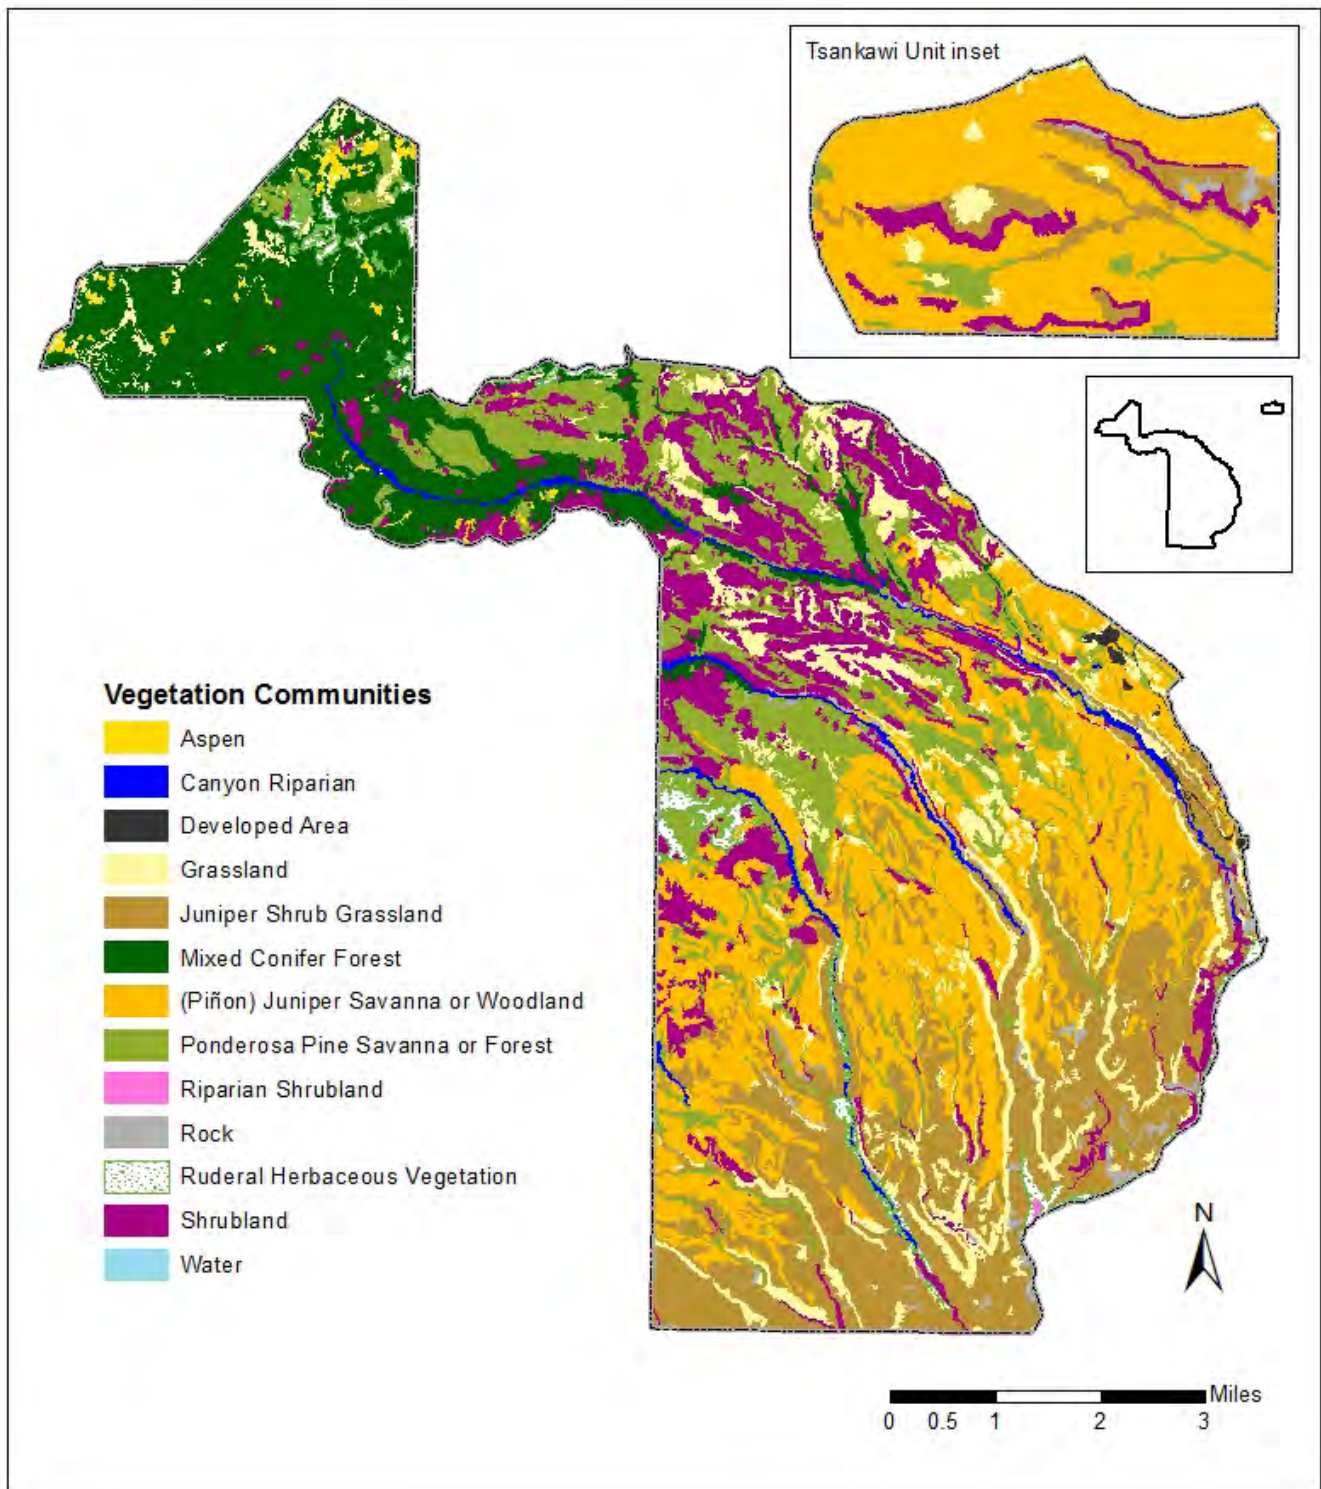 Tsankawi Unit inset
Vegetation Communities
Aspen
Canyon Riparian
Developed Area
Grassland
Juniper Shrub Grassland
Mixed Conifer Forest
(Piñon) Juniper Savanna or Woodland
Ponderosa Pine Savanna or Forest
Riparian Shrubland
Rock
Ruderal Herbaceous Vegetation
Shrubland
Water
N
Miles
0 0.5 1 2 3